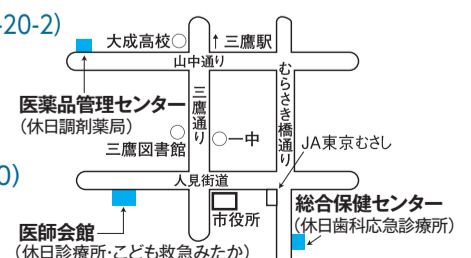 -20-2)
大成高校 ↑三鷹駅
山中通り
むらさき橋通り
医薬品管理センター
(休日調剤薬局)
三鷹通り
一中
三鷹図書館
JA東京むさし
0)
人見街道
市役所
総合保健センター
(休日歯科応急診療所)
医師会館
(休日診療所・こども救急みたか)